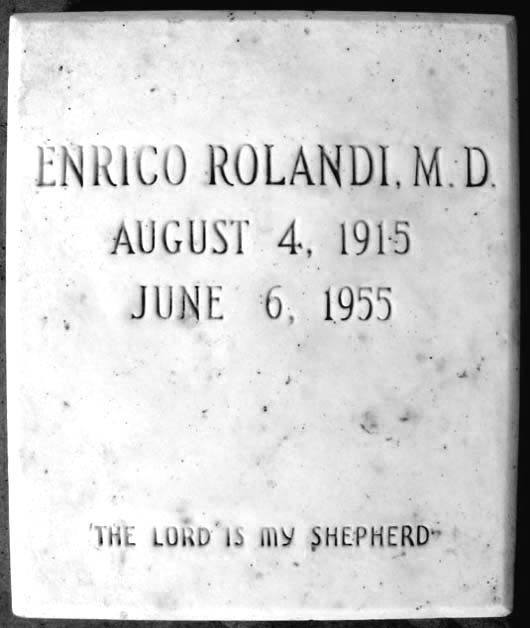 ENRICO ROLANDI, M.D.
AUGUST 4, 1915
JUNE 6, 1955
"THE LORD IS MY SHEPHERD"